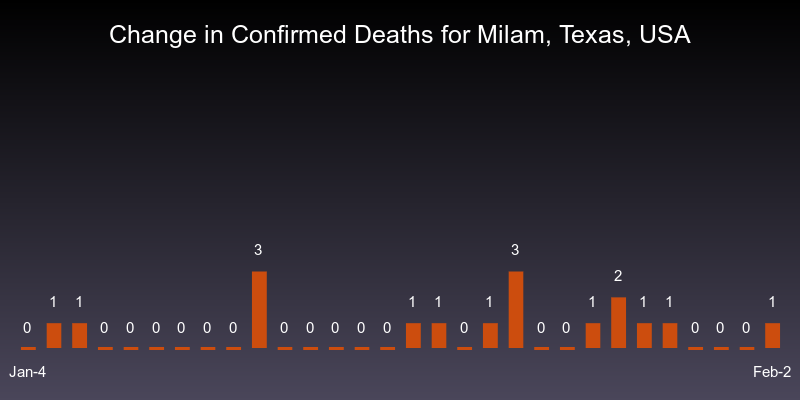 Change in Confirmed Deaths for Milam, Texas, USA
0 1 1 0 0 0 0 0 0 3 0 0 0 0 0 1 1 0 1 3 0 0 1 2 1 1 0 0 0 1
Jan-4 Feb-2